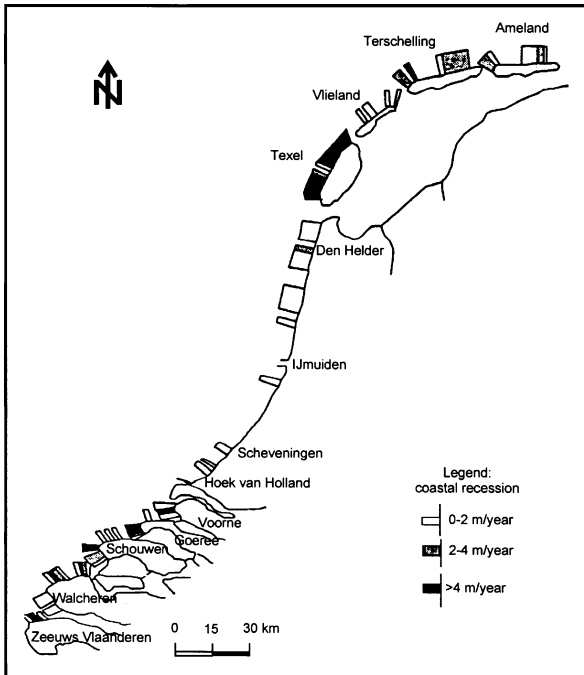 Ameland
Terschelling
Vlieland
N
Texel
Den Helder
IJmuiden
Scheveningen
Hoek van Holland
Voorne
Goeree
Schouwen
Walcheren
Zeeuws Vlaanderen
Legend:
coastal recession
0-2 m/year
2-4 m/year
>4 m/year
0 15 30 km